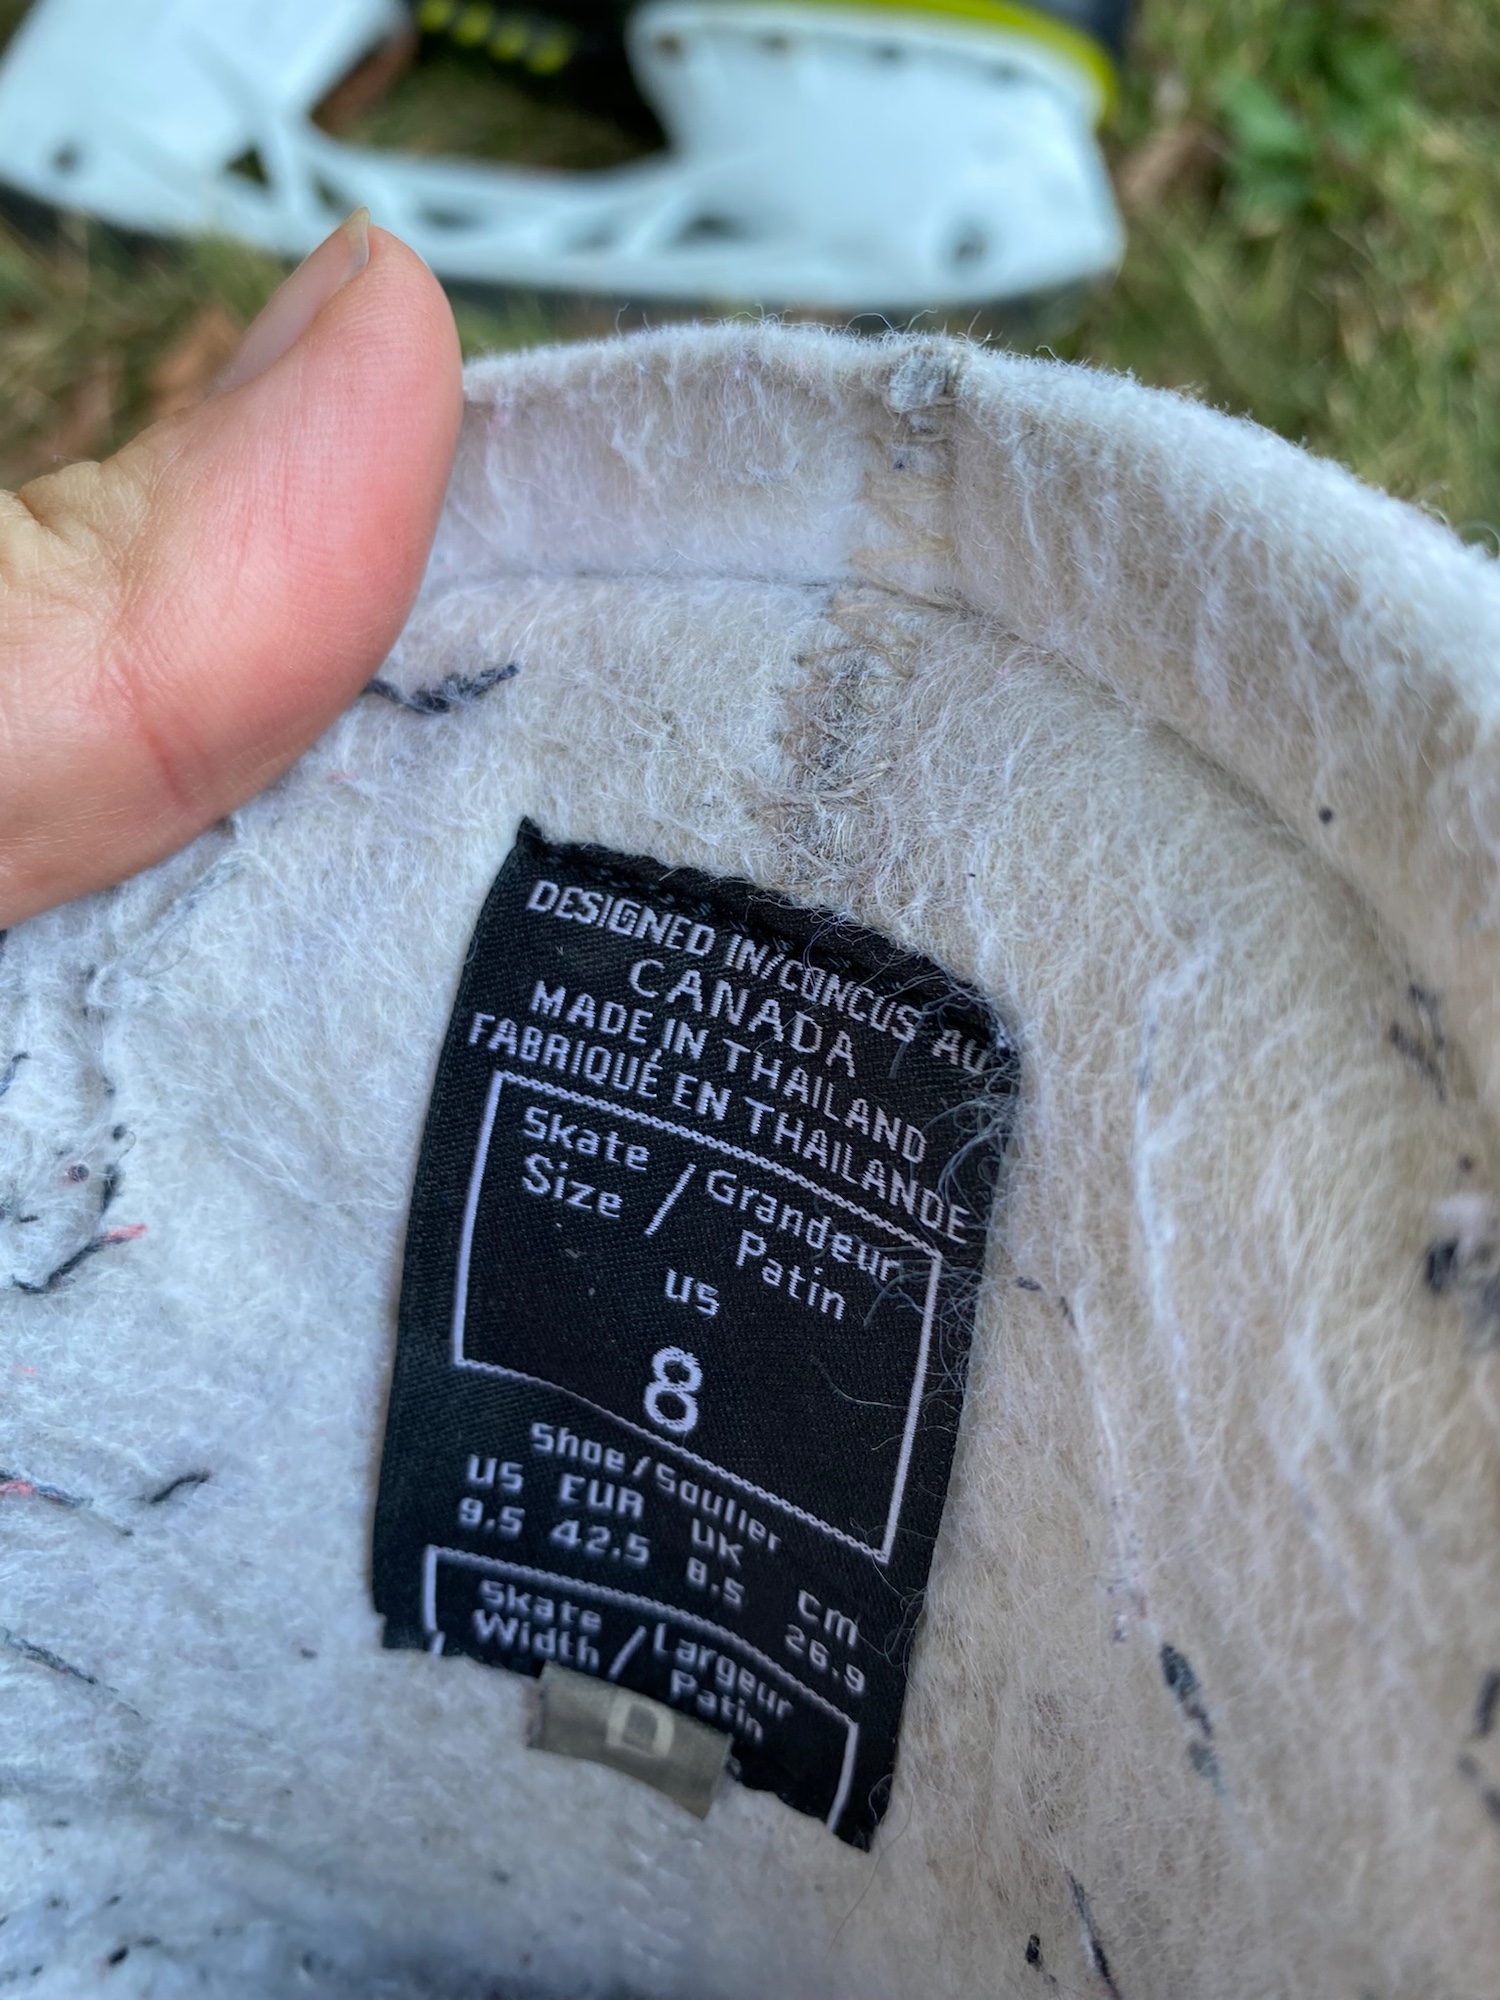 DESIGNED IN/CONCUS AU
CANADA
MADE IN THAILAND
FABRIQUÉ EN THAILANDE
Skate / Grandeur
Size / Patin
US
8
Shoe/Soulier
US EUR UK cm
9.5 42.5 8.5 26.9
Skate / Largeur
Width / Patin
D